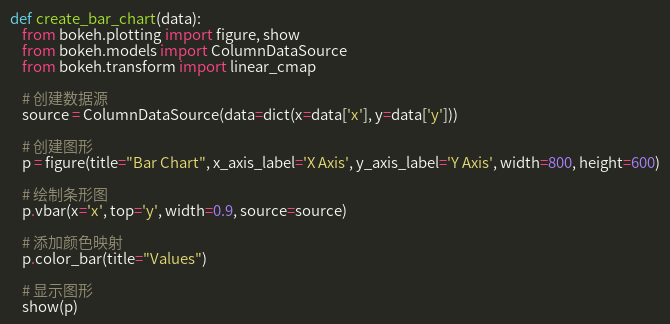 def create_bar_chart(data):
from bokeh.plotting import figure, show
from bokeh.models import ColumnDataSource
from bokeh.transform import linear_cmap
# 创建数据源
source = ColumnDataSource(data=dict(x=data['x'], y=data['y']))
# 创建图形
p = figure(title="Bar Chart", x_axis_label='X Axis', y_axis_label='Y Axis', width=800, height=600)
# 绘制条形图
p.vbar(x='x', top='y', width=0.9, source=source)
# 添加颜色映射
p.color_bar(title="Values")
# 显示图形
show(p)